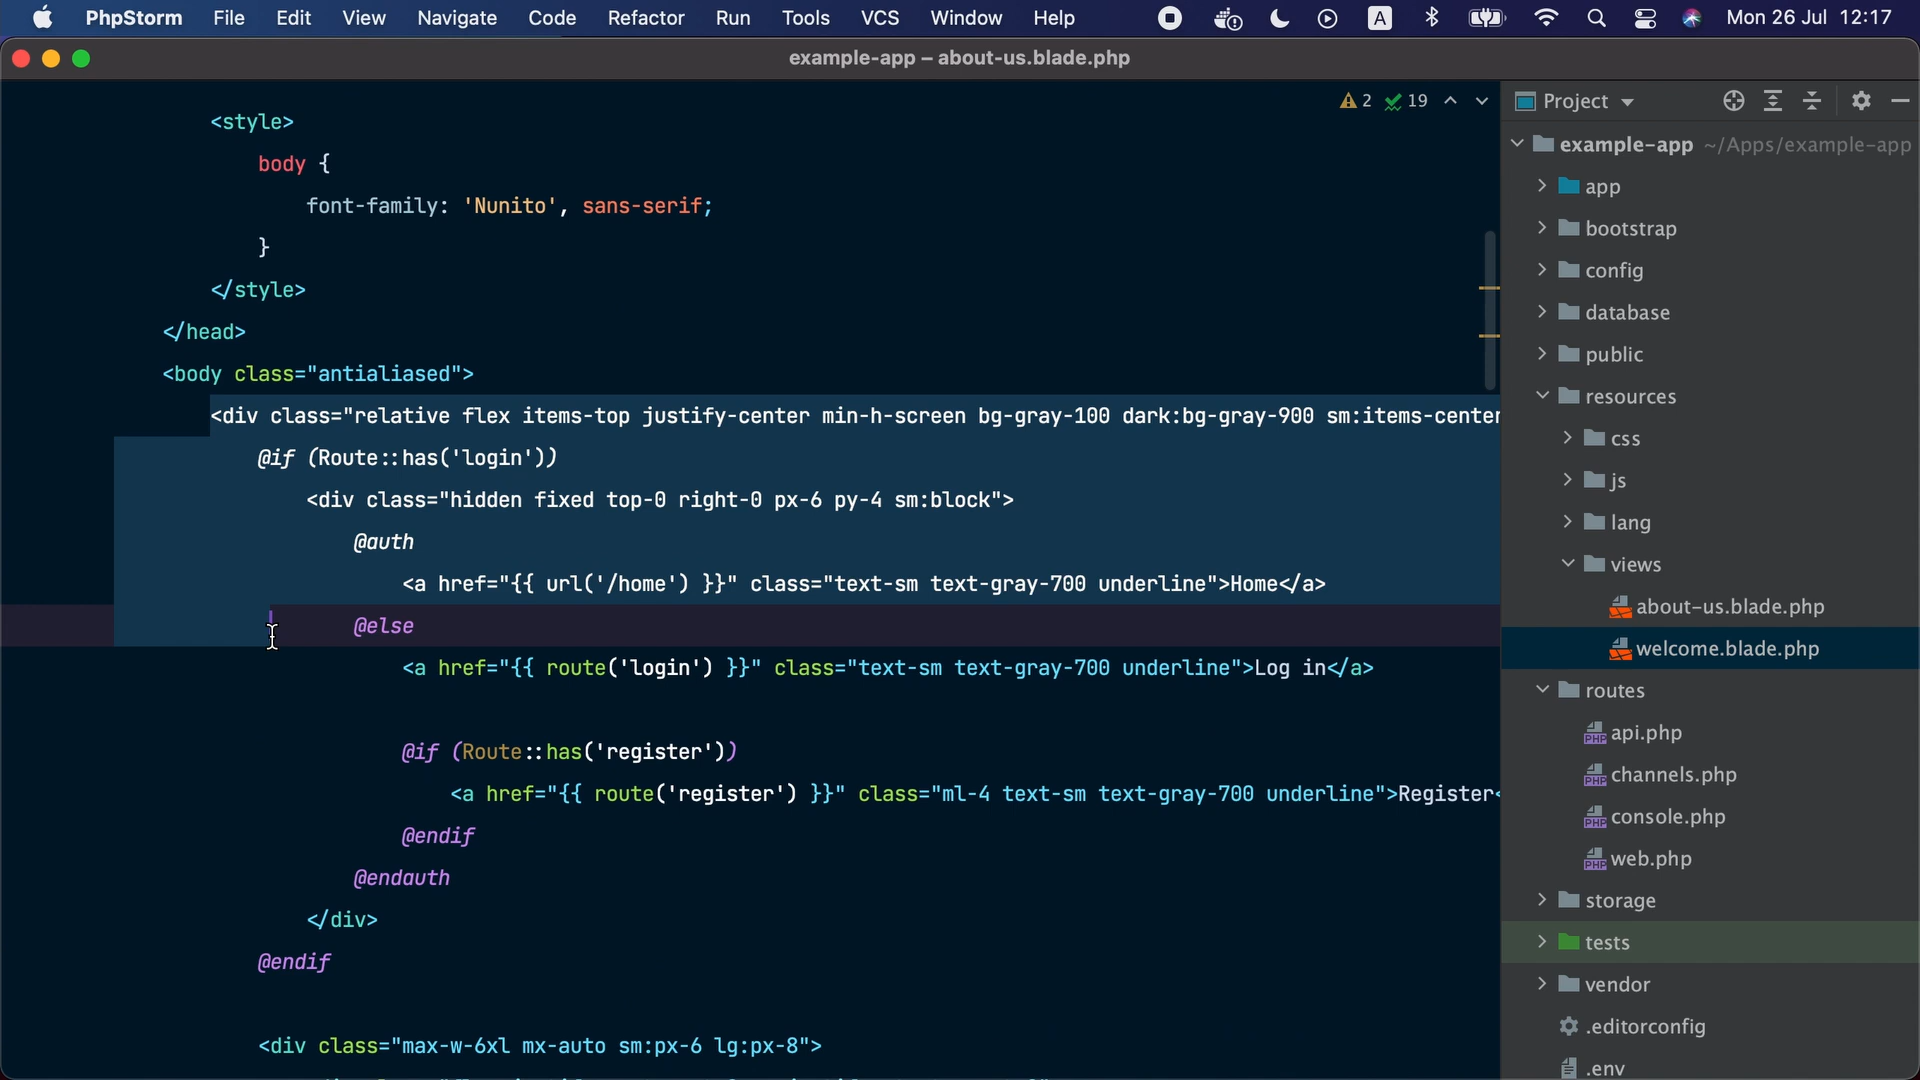 PhpStorm File Edit View Navigate Code Refactor Run Tools VCS Window Help A Mon 26 Jul 12:17
example-app – about-us.blade.php
2 19
<style>
body {
font-family: 'Nunito', sans-serif;
}
</style>
</head>
<body class="antialiased">
<div class="relative flex items-top justify-center min-h-screen bg-gray-100 dark:bg-gray-900 sm:items-center
@if (Route::has('login'))
<div class="hidden fixed top-0 right-0 px-6 py-4 sm:block">
@auth
<a href="{{ url('/home') }}" class="text-sm text-gray-700 underline">Home</a>
@else
<a href="{{ route('login') }}" class="text-sm text-gray-700 underline">Log in</a>
@if (Route::has('register'))
<a href="{{ route('register') }}" class="ml-4 text-sm text-gray-700 underline">Register<
@endif
@endauth
</div>
@endif
<div class="max-w-6xl mx-auto sm:px-6 lg:px-8">
Project
example-app ~/Apps/example-app
app
bootstrap
config
database
public
resources
css
js
lang
views
about-us.blade.php
welcome.blade.php
routes
PHP api.php
PHP channels.php
PHP console.php
PHP web.php
storage
tests
vendor
.editorconfig
.env